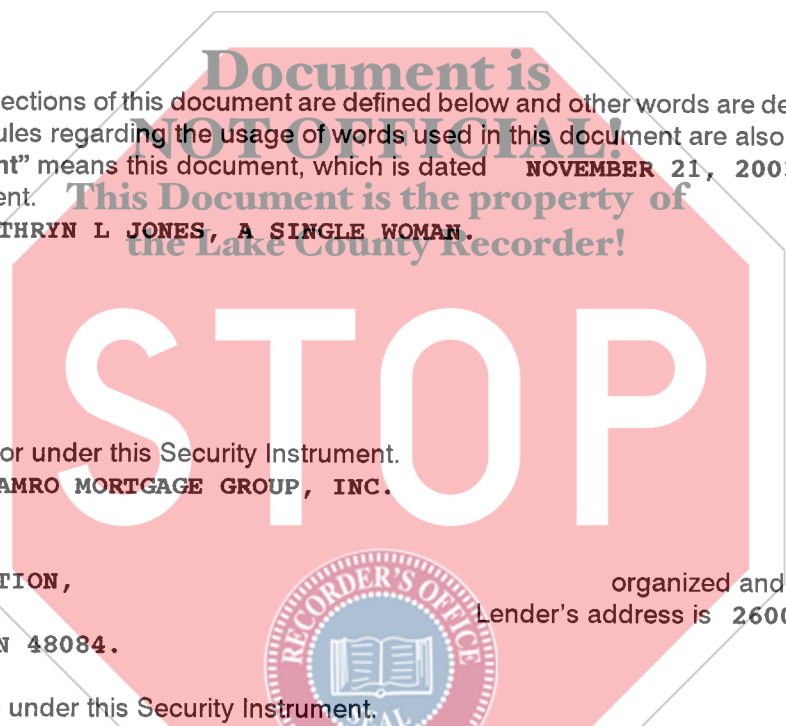 Document is
ections of this document are defined below and other words are de
ules regarding the usage of words used in this document are also
NOT OFFICIAL!
nt” means this document, which is dated NOVEMBER 21, 2003
ent.
This Document is the property of
THRYN L JONES, A SINGLE WOMAN.
the Lake County Recorder!
STOP
or under this Security Instrument.
AMRO MORTGAGE GROUP, INC.
TION,
organized and
Lender’s address is 2600
N 48084.
RECORDER'S OFFICE
under this Security Instrument.
SEAL